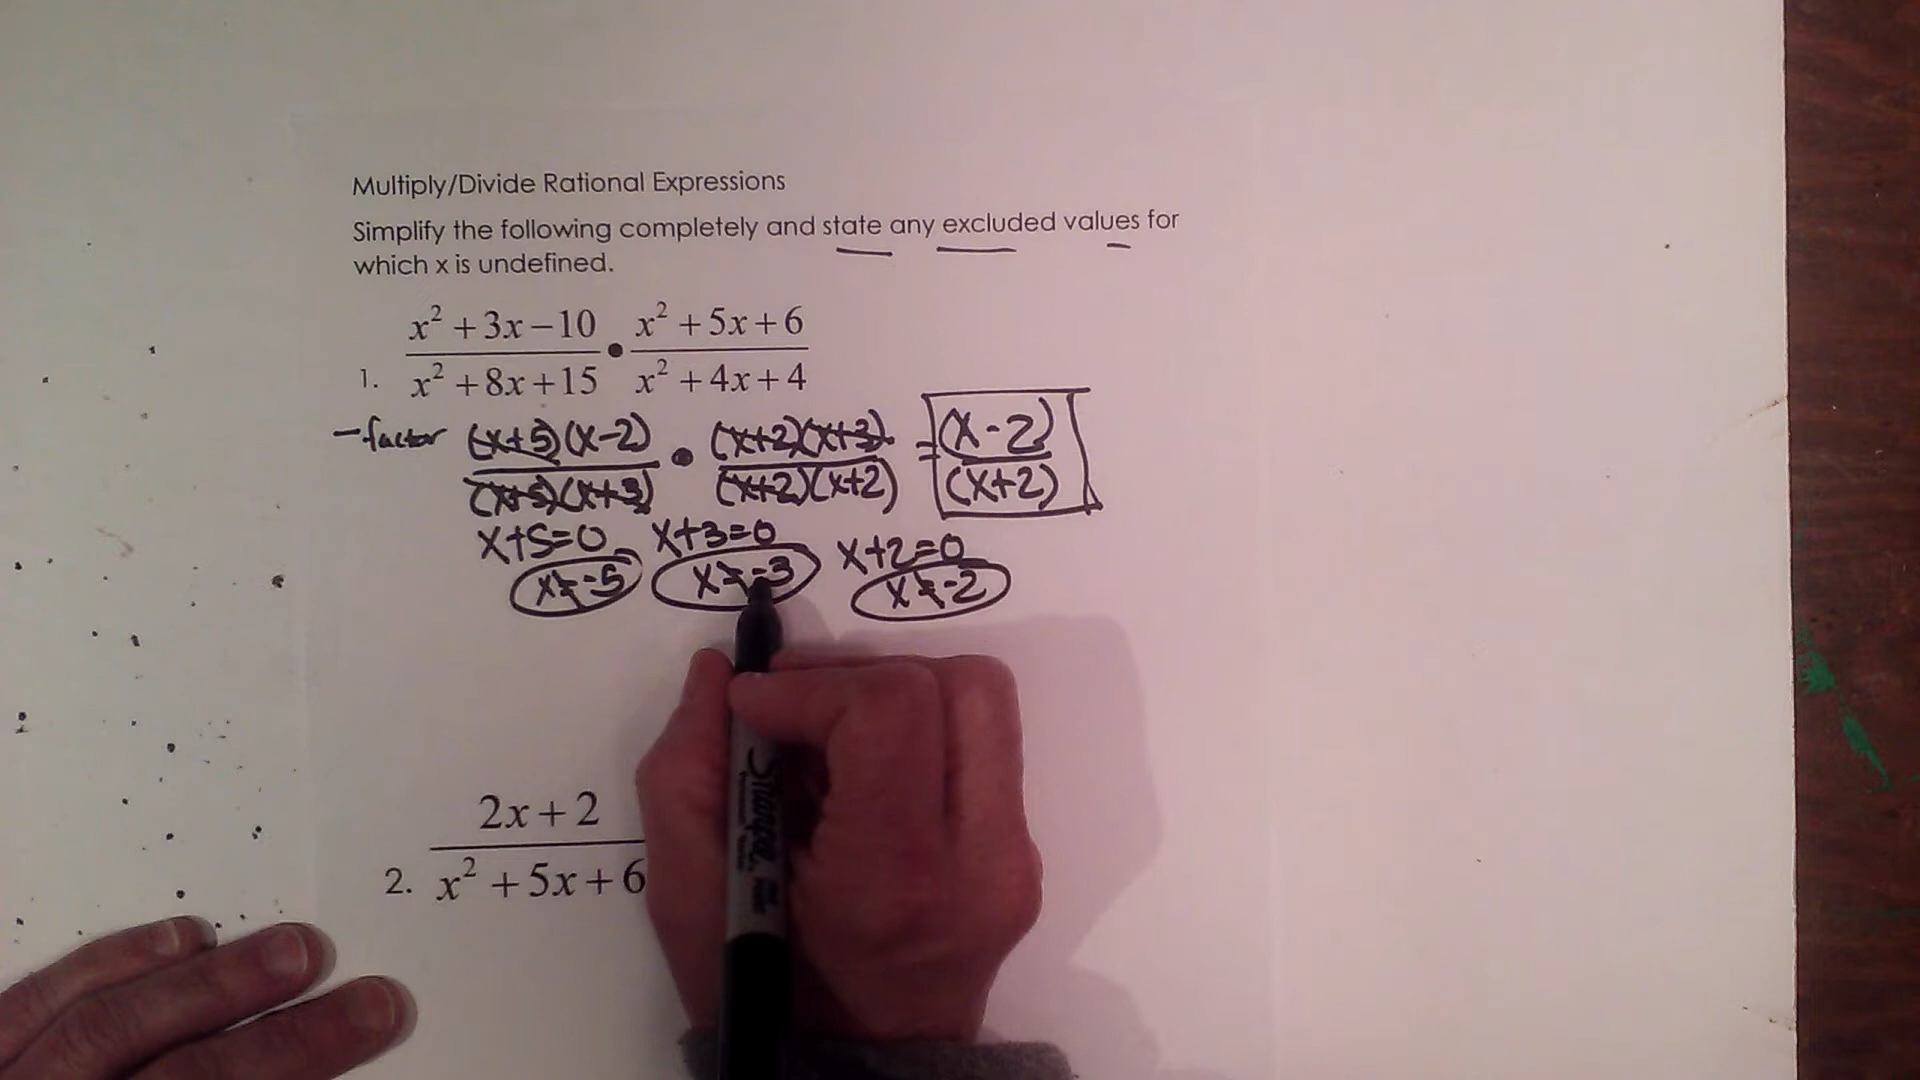 Multiply/Divide Rational Expressions
Simplify the following completely and state any excluded values for
which x is undefined.
1. (x² + 3x − 10)/(x² + 8x + 15) • (x² + 5x + 6)/(x² + 4x + 4)
- factor (x+5)(x-2)/(x+5)(x+3) • (x+2)(x+3)/(x+2)(x+2) = (x-2)/(x+2)
x+5=0 x+3=0 x+2=0
x≠-5 x≠-3 x≠-2
2. (2x + 2)/(x² + 5x + 6)
Sharpie